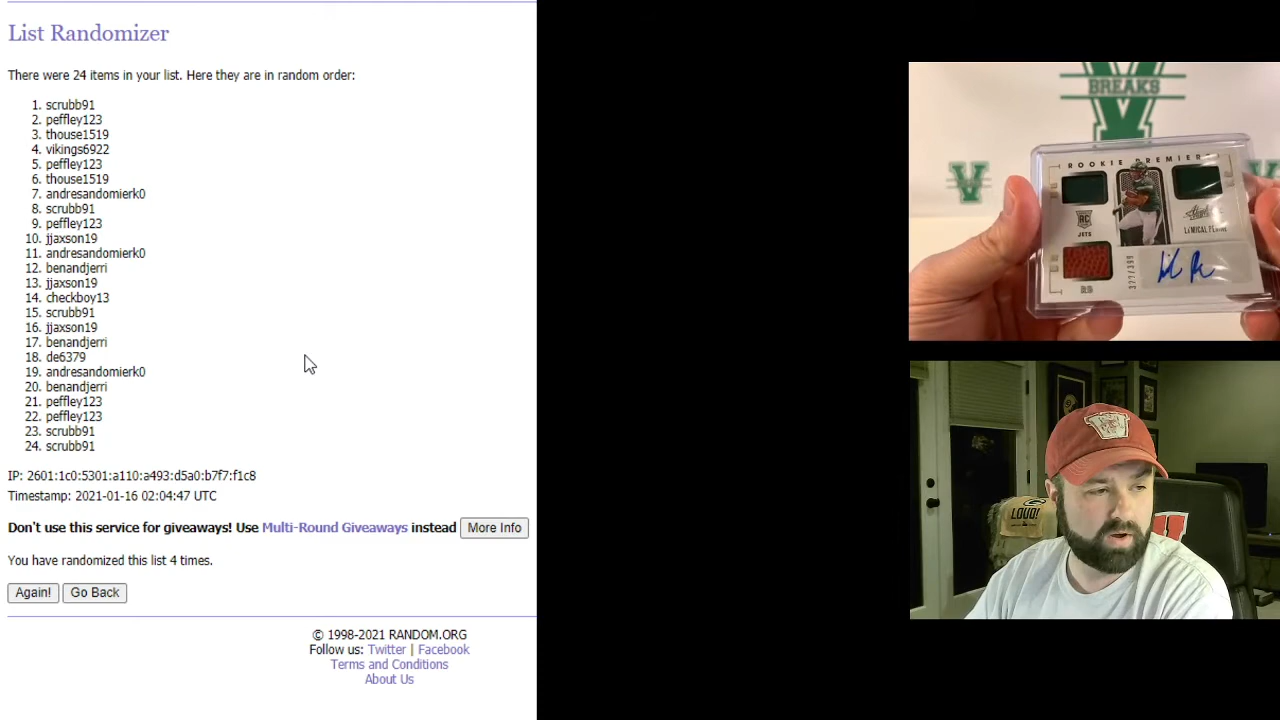 List Randomizer
There were 24 items in your list. Here they are in random order:
1. scrubb91
2. peffley123
3. thouse1519
4. vikings6922
5. peffley123
6. thouse1519
7. andresandomierk0
8. scrubb91
9. peffley123
10. jjaxson19
11. andresandomierk0
12. benandjerri
13. jjaxson19
14. checkboy13
15. scrubb91
16. jjaxson19
17. benandjerri
18. de6379
19. andresandomierk0
20. benandjerri
21. peffley123
22. peffley123
23. scrubb91
24. scrubb91
IP: 2601:1c0:5301:a110:a493:d5a0:b7f7:f1c8
Timestamp: 2021-01-16 02:04:47 UTC
Don't use this service for giveaways! Use Multi-Round Giveaways instead More Info
You have randomized this list 4 times.
Again! Go Back
© 1998-2021 RANDOM.ORG
Follow us: Twitter | Facebook
Terms and Conditions
About Us
BREAKS
V
ROOKIE PREMIER
RC
JETS
LOUD!